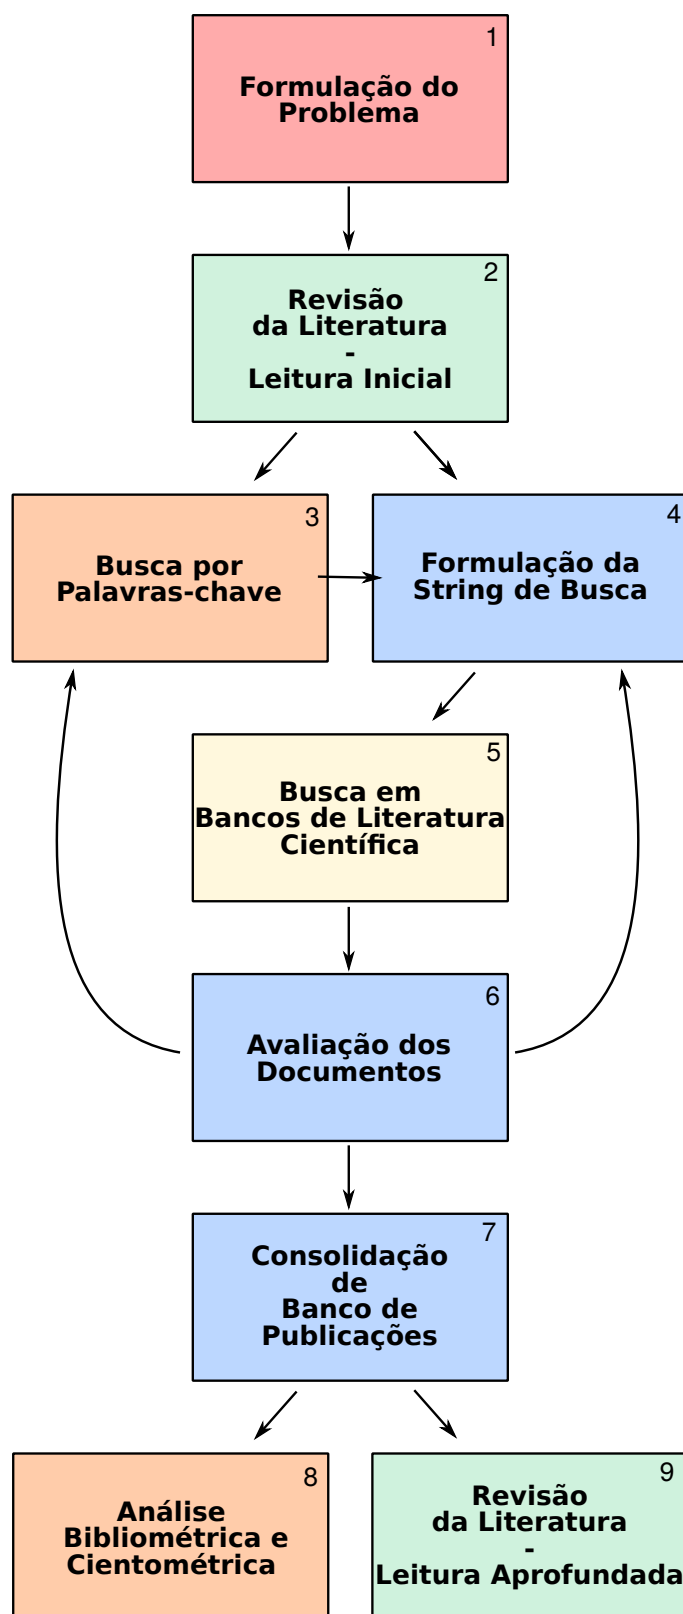 1
Formulação do
Problema
2
Revisão
da Literatura
-
Leitura Inicial
3
Busca por
Palavras-chave
4
Formulação da
String de Busca
5
Busca em
Bancos de Literatura
Científica
6
Avaliação dos
Documentos
7
Consolidação
de
Banco de
Publicações
8
Análise
Bibliométrica e
Cientométrica
9
Revisão
da Literatura
-
Leitura Aprofundada